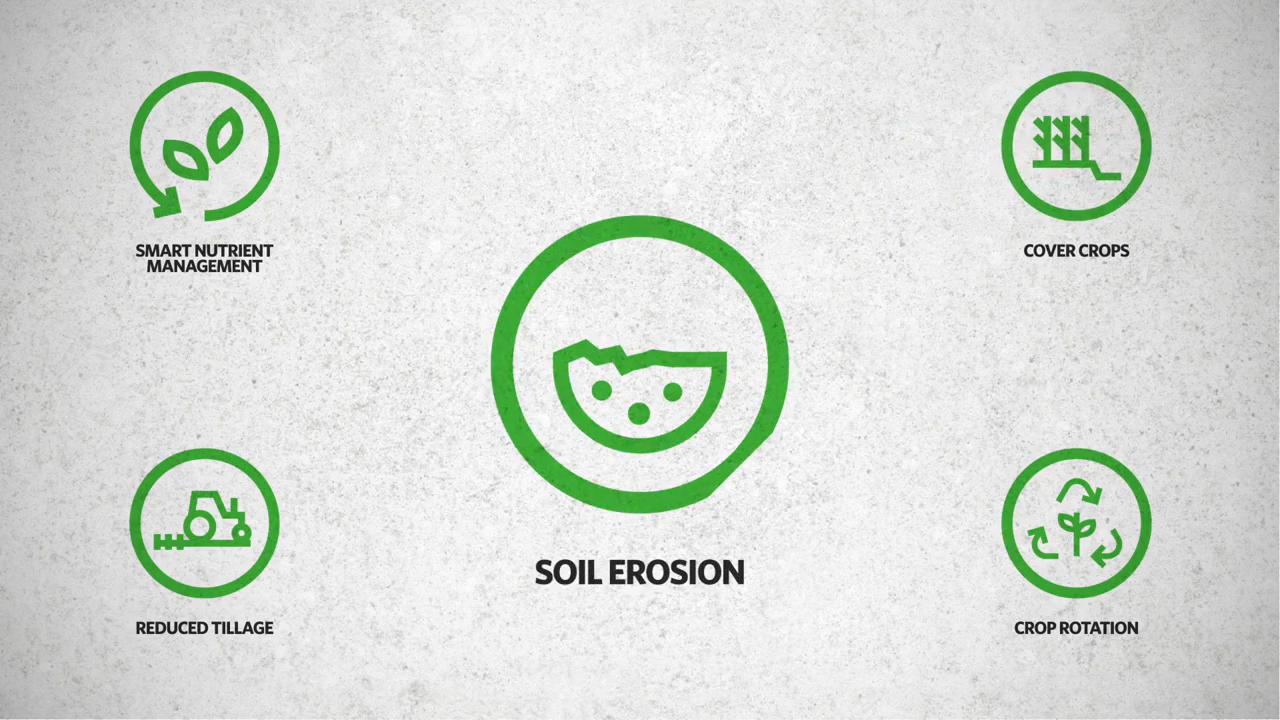 SMART NUTRIENT
MANAGEMENT
COVER CROPS
SOIL EROSION
REDUCED TILLAGE
CROP ROTATION